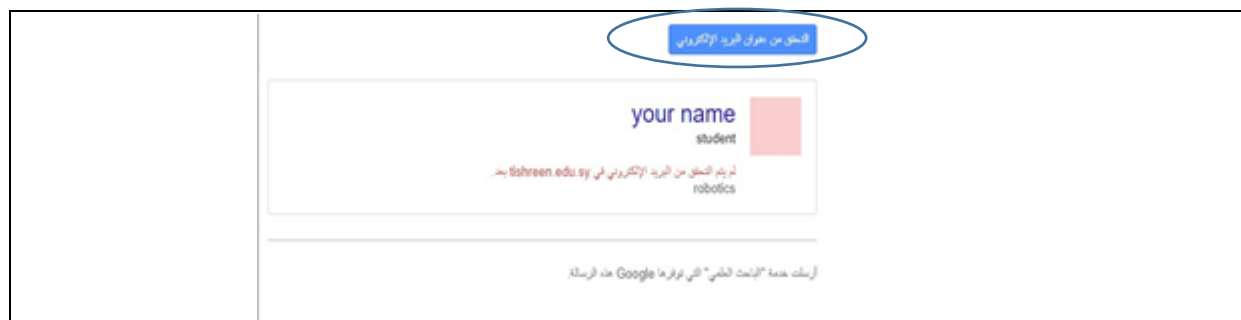 التحقق من عنوان البريد الإلكتروني
your name
student
لم يتم التحقق من البريد الإلكتروني في tishreen.edu.sy بعد.
robotics
أرسلت خدمة "الباحث العلمي" التي توفرها Google هذه الرسالة.